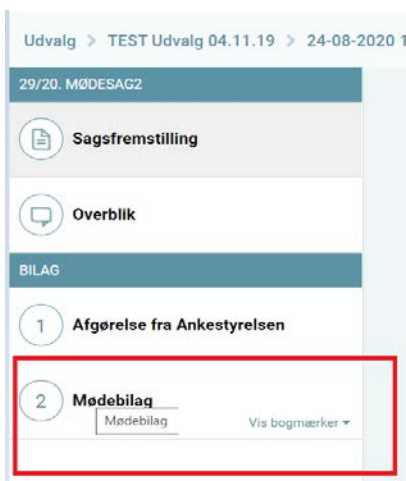 Udvalg > TEST Udvalg 04.11.19 > 24-08-2020 1
29/20. MØDESAG2
Sagsfremstilling
Overblik
BILAG
1 Afgørelse fra Ankestyrelsen
2 Mødebilag
Mødebilag
Vis bogmærker